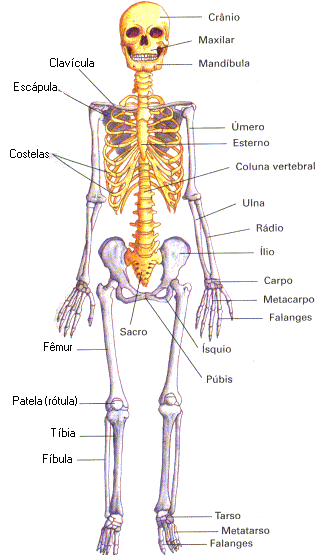 Crânio
Maxilar
Mandíbula
Clavícula
Escápula
Úmero
Esterno
Costelas
Coluna vertebral
Ulna
Rádio
Ílio
Carpo
Metacarpo
Falanges
Sacro
Ísquio
Fêmur
Púbis
Patela (rótula)
Tíbia
Fíbula
Tarso
Metatarso
Falanges